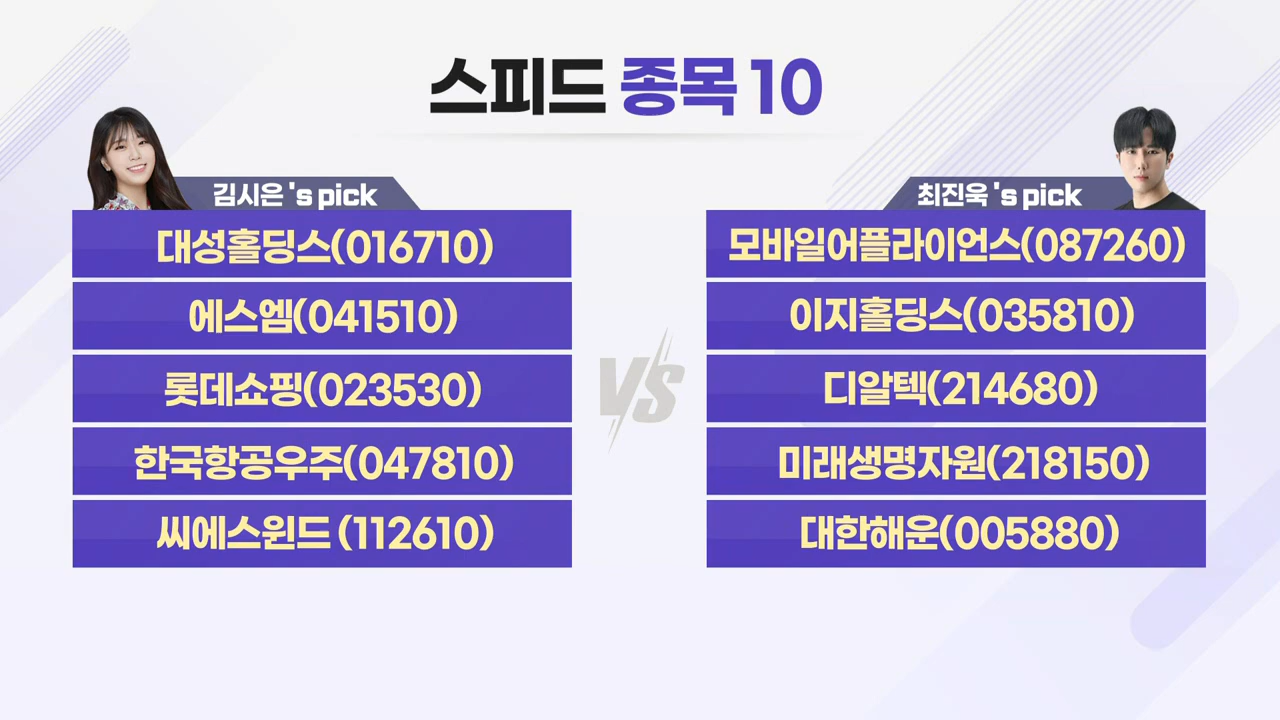 스피드 종목 10
김시은 's pick
대성홀딩스(016710)
에스엠(041510)
롯데쇼핑(023530)
한국항공우주(047810)
씨에스윈드 (112610)
VS
최진욱 's pick
모바일어플라이언스(087260)
이지홀딩스(035810)
디알텍(214680)
미래생명자원(218150)
대한해운(005880)